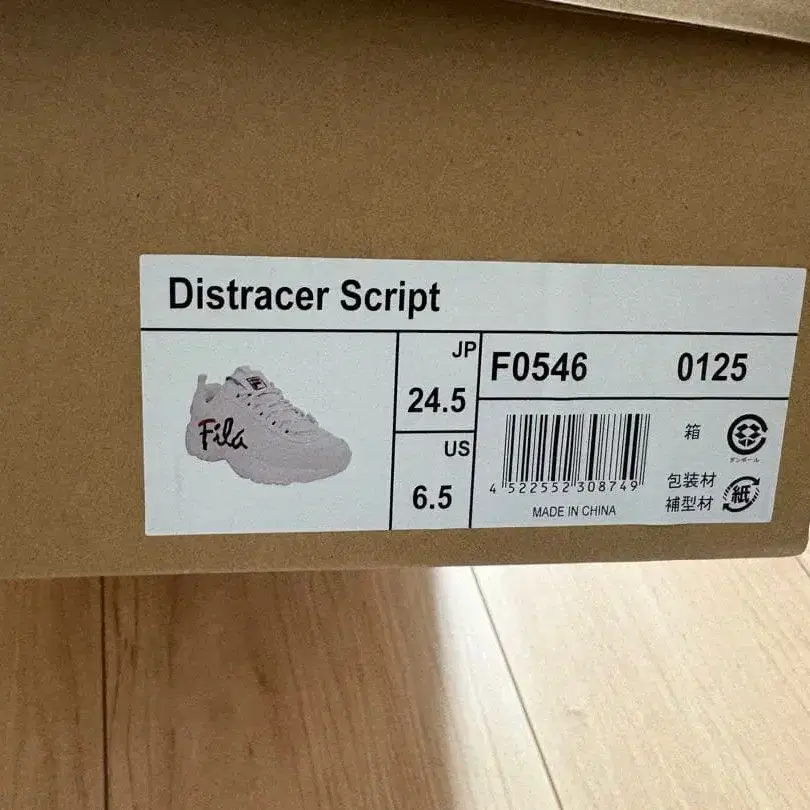 Distracer Script
Fila
JP
24.5
US
6.5
F0546 0125
4 522552 308749
MADE IN CHINA
箱
ダンボール
包装材
補型材
紙